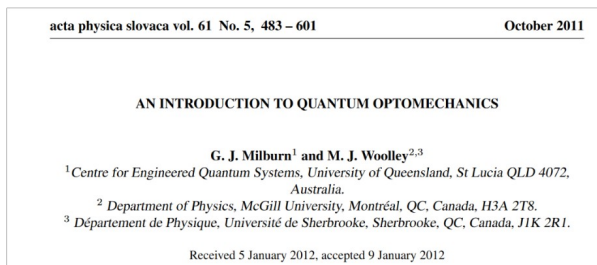 acta physica slovaca vol. 61 No. 5, 483 – 601 October 2011
AN INTRODUCTION TO QUANTUM OPTOMECHANICS
G. J. Milburn¹ and M. J. Woolley²,³
¹Centre for Engineered Quantum Systems, University of Queensland, St Lucia QLD 4072,
Australia.
² Department of Physics, McGill University, Montréal, QC, Canada, H3A 2T8.
³ Département de Physique, Université de Sherbrooke, Sherbrooke, QC, Canada, J1K 2R1.
Received 5 January 2012, accepted 9 January 2012